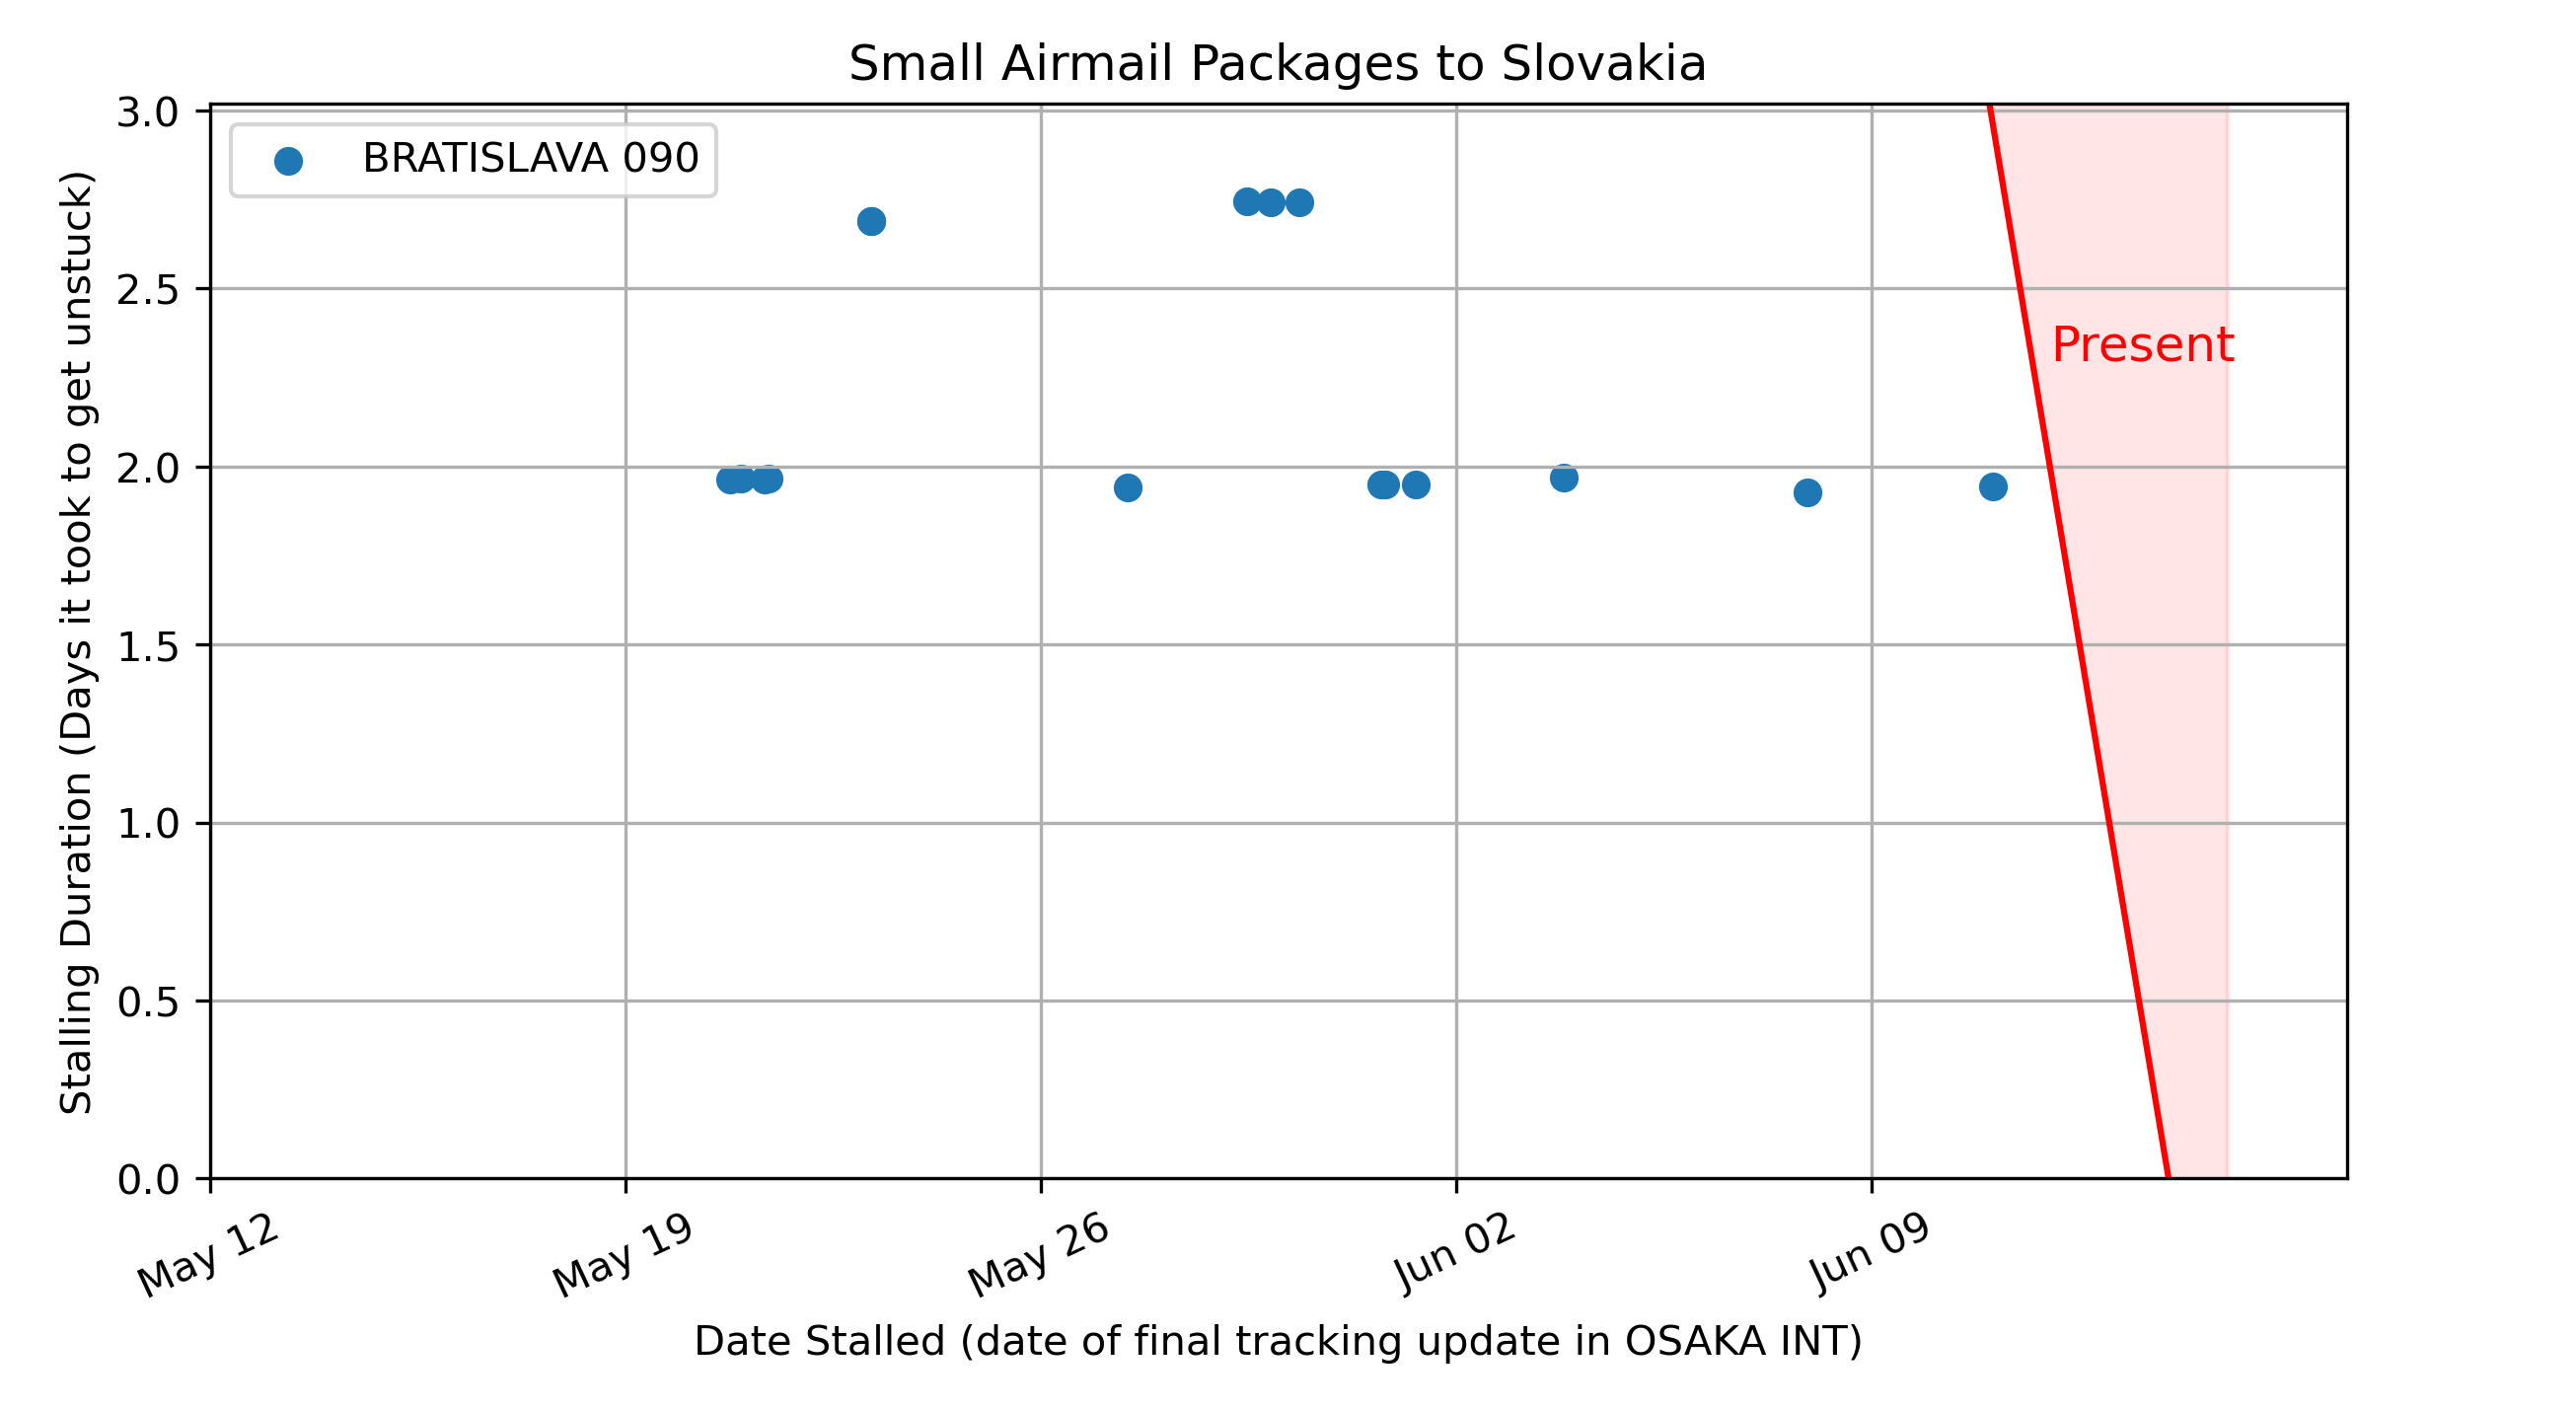 Small Airmail Packages to Slovakia
BRATISLAVA 090
Present
Stalling Duration (Days it took to get unstuck)
3.0
2.5
2.0
1.5
1.0
0.5
0.0
May 12
May 19
May 26
Jun 02
Jun 09
Date Stalled (date of final tracking update in OSAKA INT)